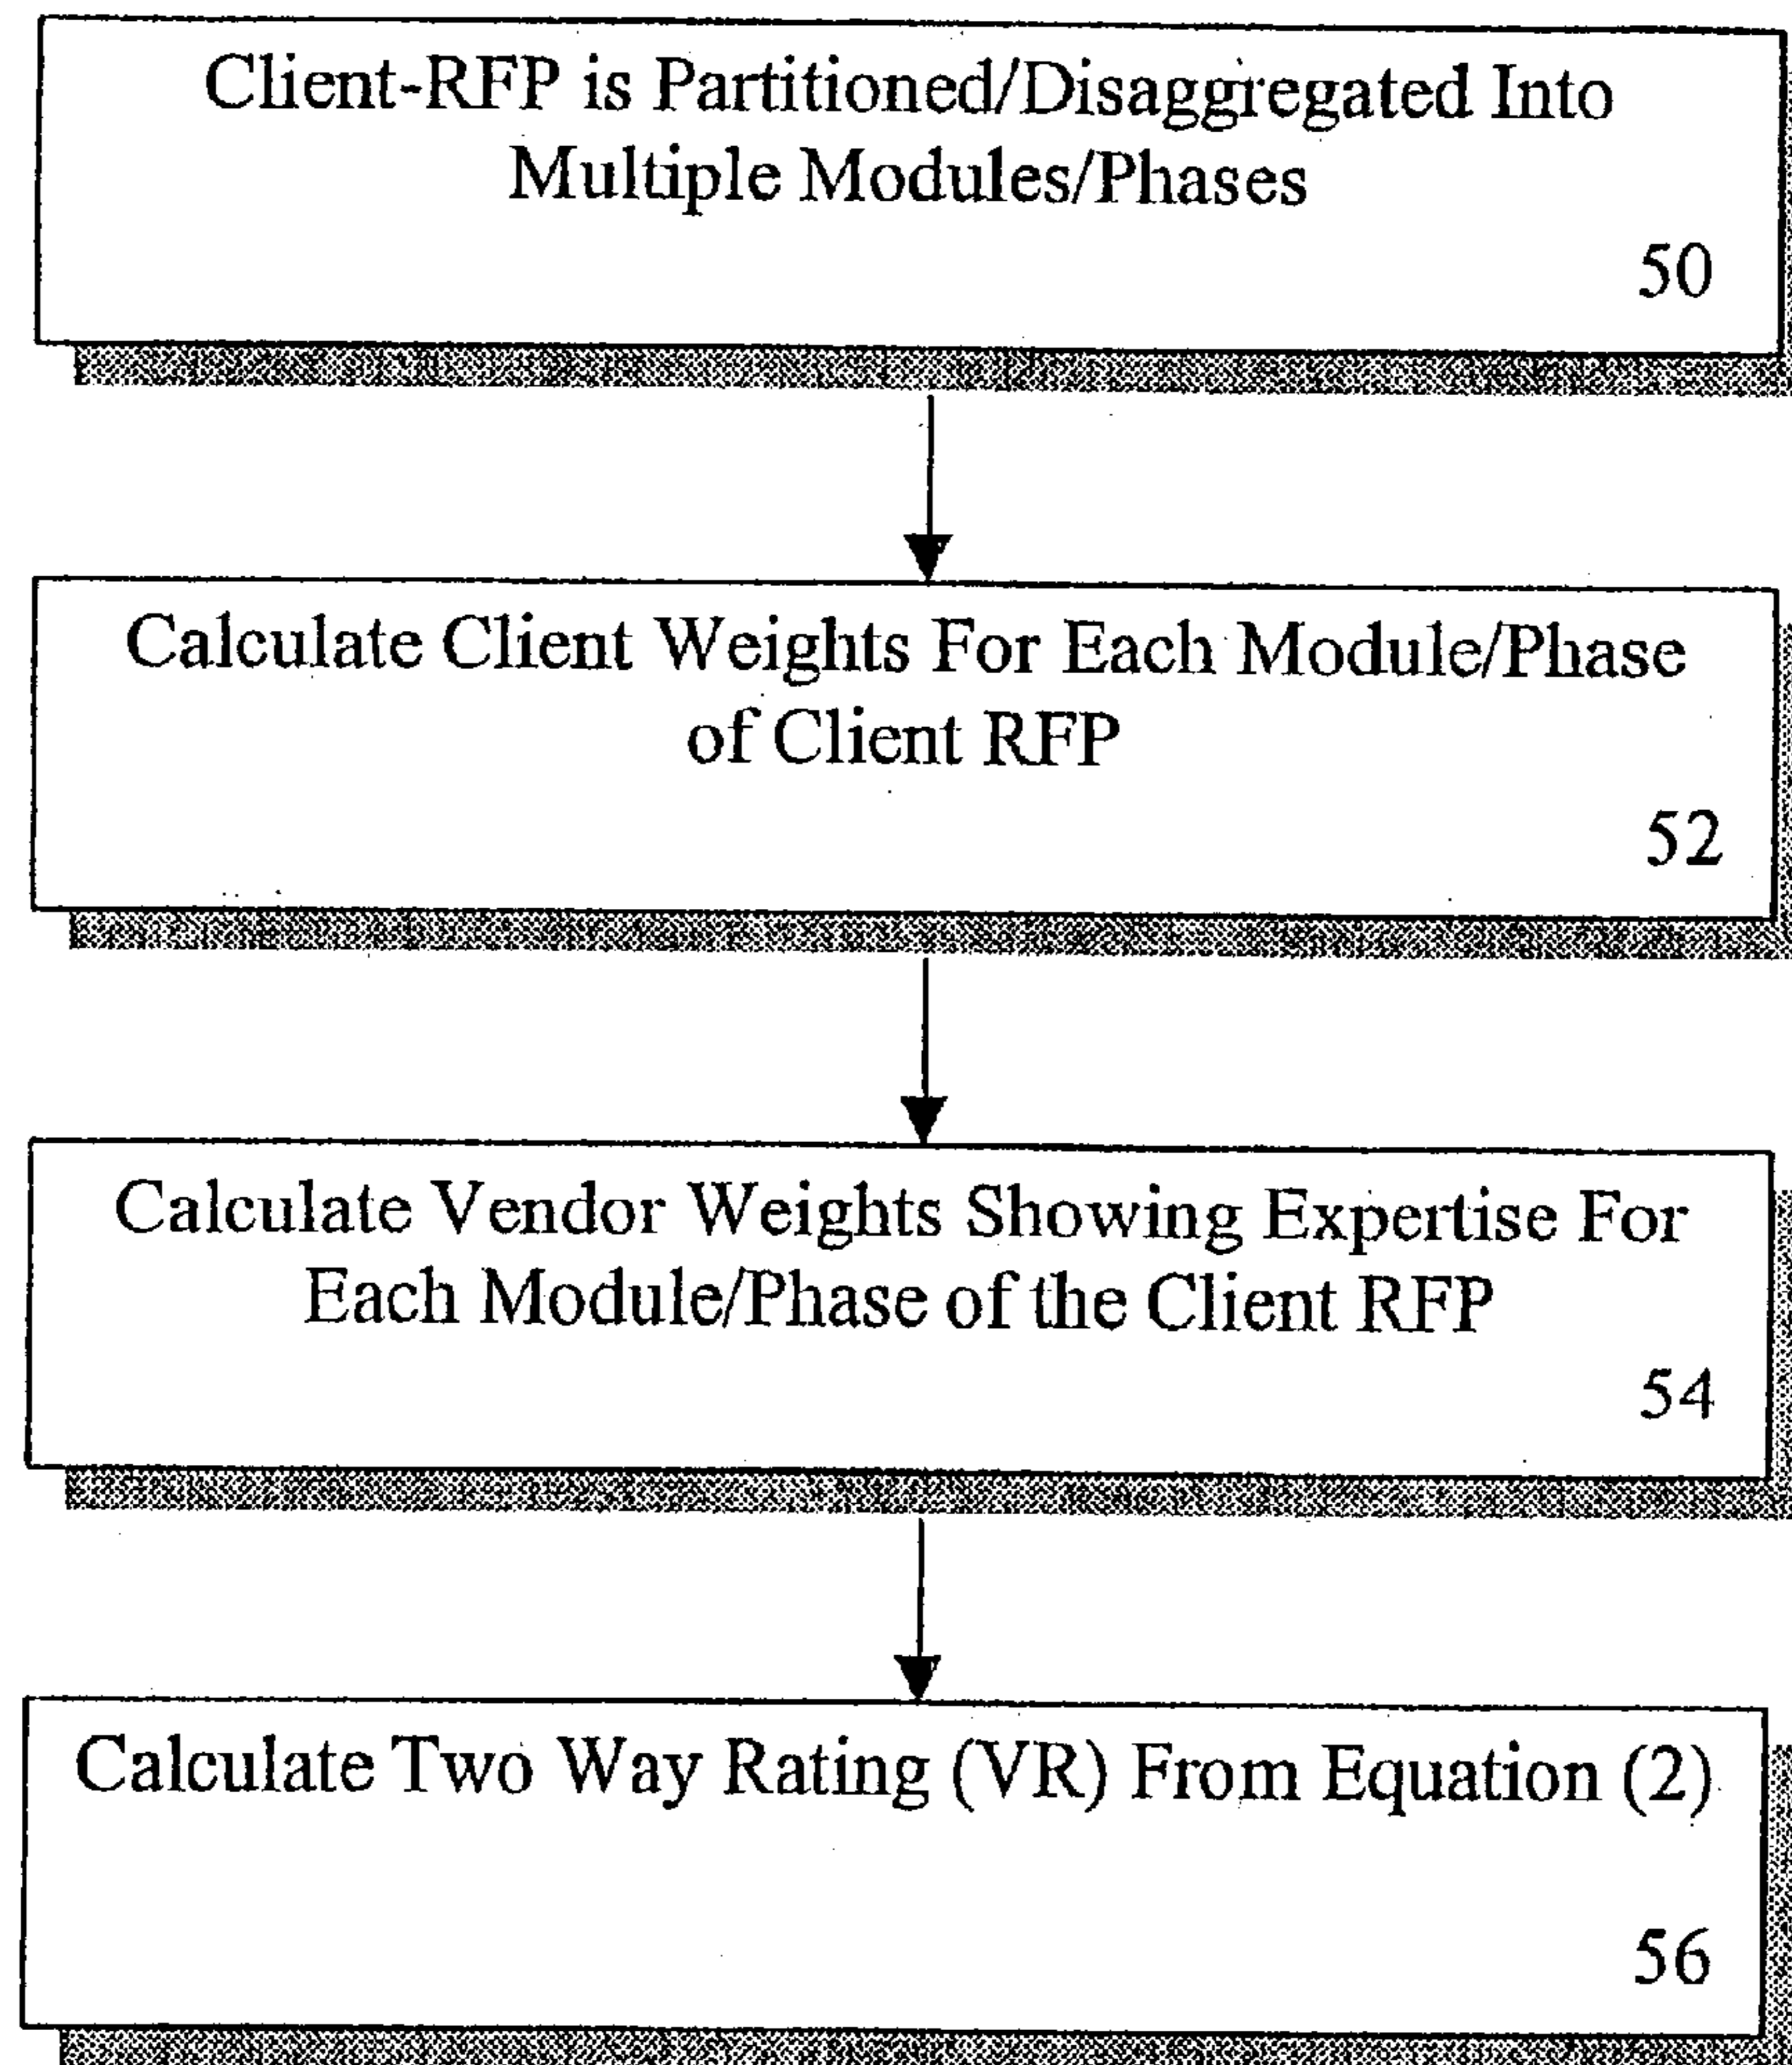 Client-RFP is Partitioned/Disaggregated Into
Multiple Modules/Phases
50
Calculate Client Weights For Each Module/Phase
of Client RFP
52
Calculate Vendor Weights Showing Expertise For
Each Module/Phase of the Client RFP
54
Calculate Two Way Rating (VR) From Equation (2)
56